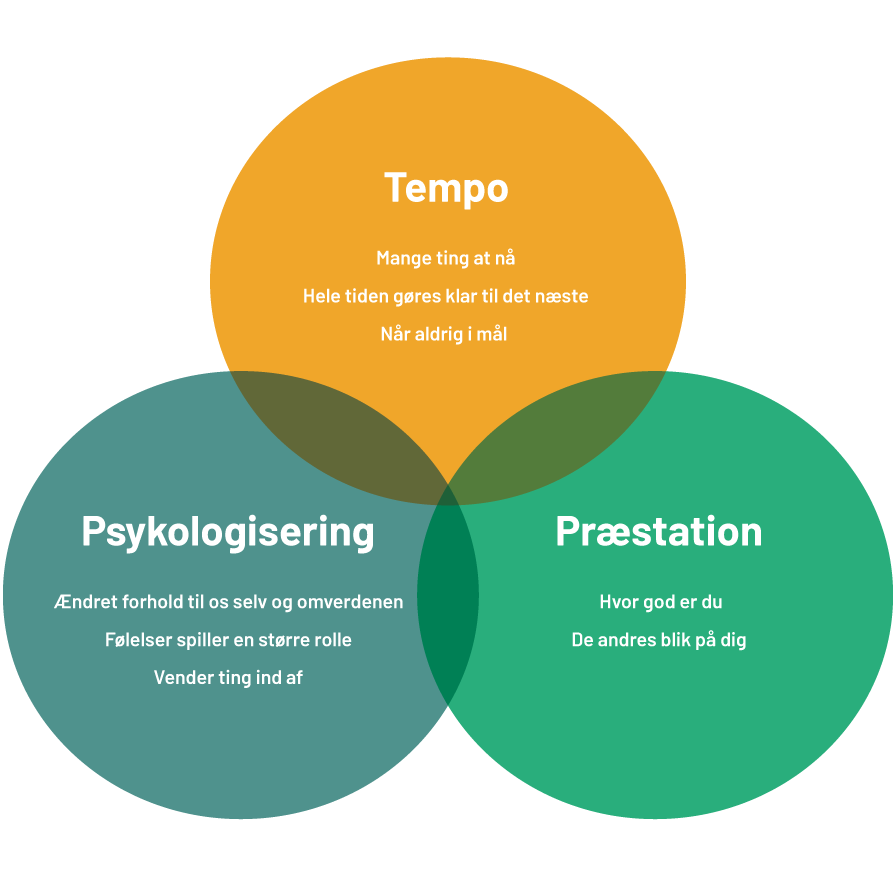 Tempo
Mange ting at nå
Hele tiden gøres klar til det næste
Når aldrig i mål
Psykologisering
Ændret forhold til os selv og omverdenen
Følelser spiller en større rolle
Vender ting ind af
Præstation
Hvor god er du
De andres blik på dig